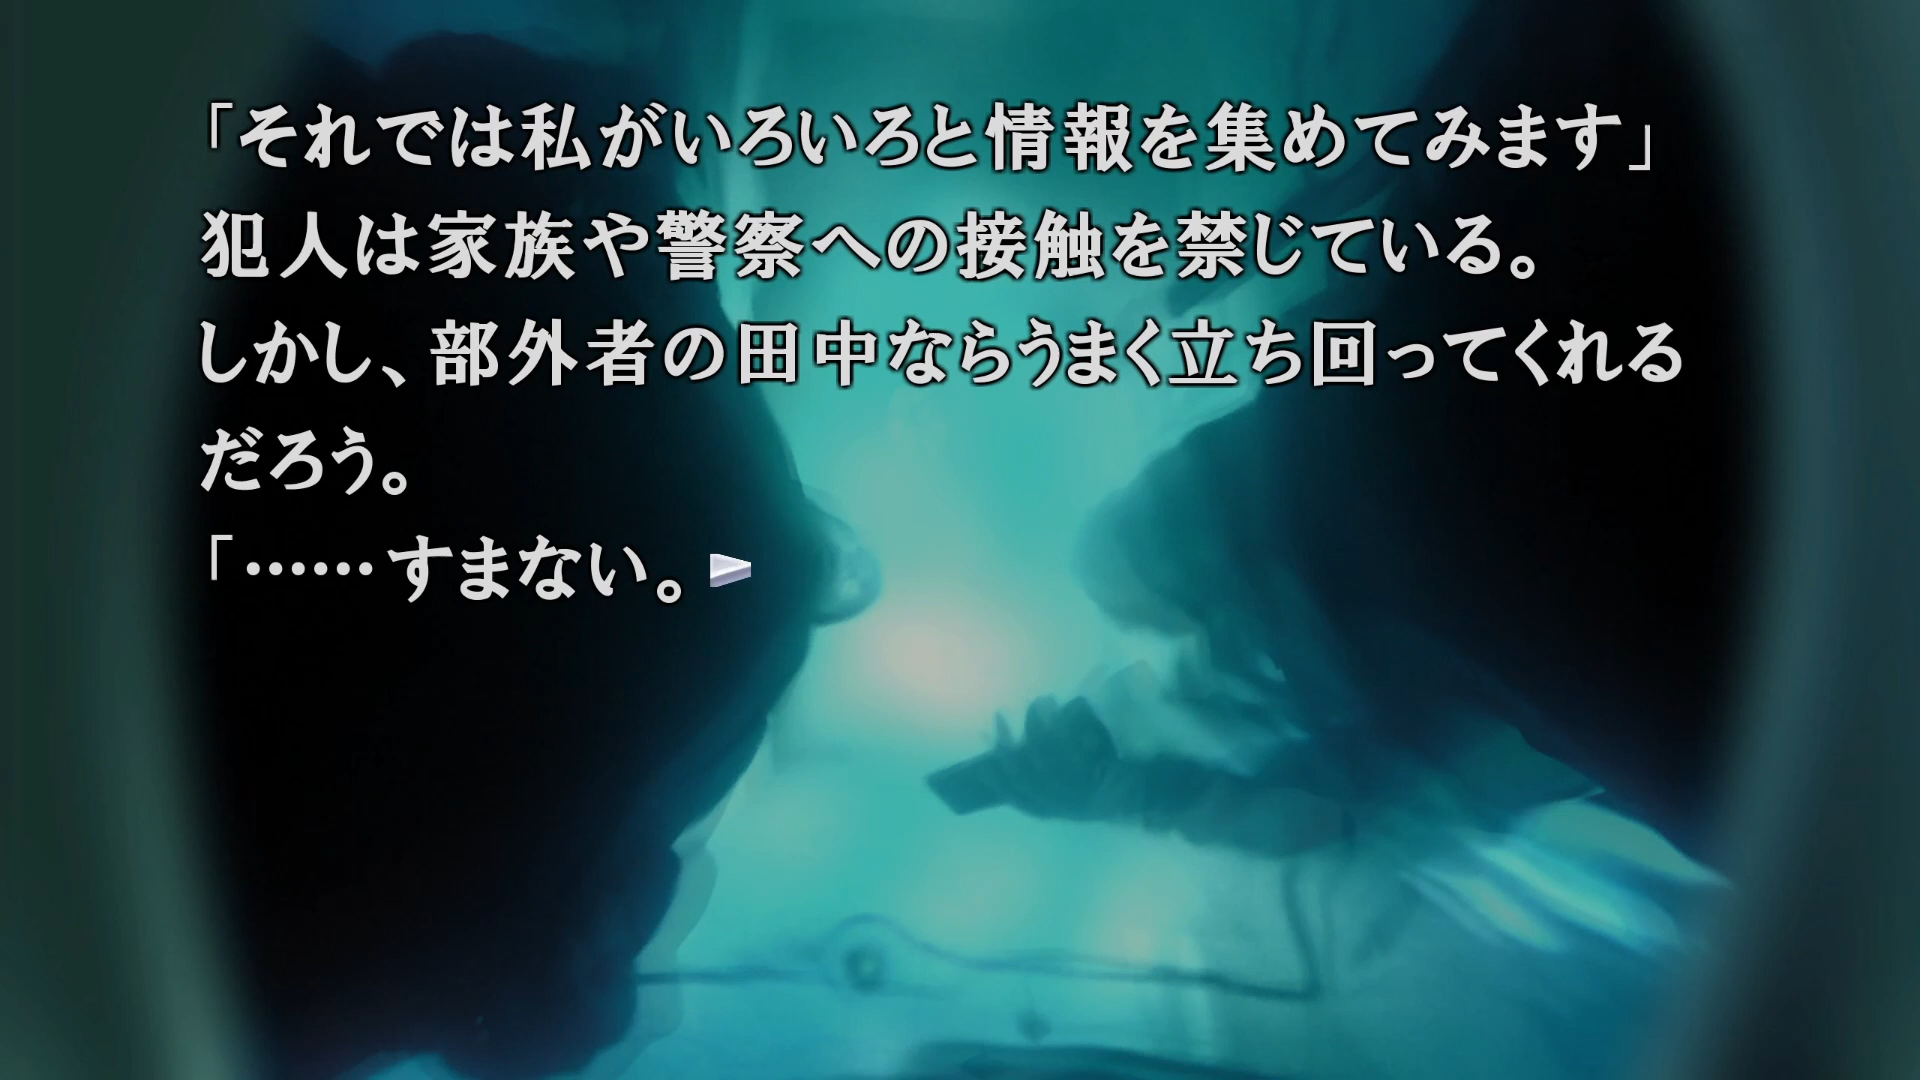 「それでは私がいろいろと情報を集めてみます」
犯人は家族や警察への接触を禁じている。
しかし、部外者の田中ならうまく立ち回ってくれる
だろう。
「……すまない。